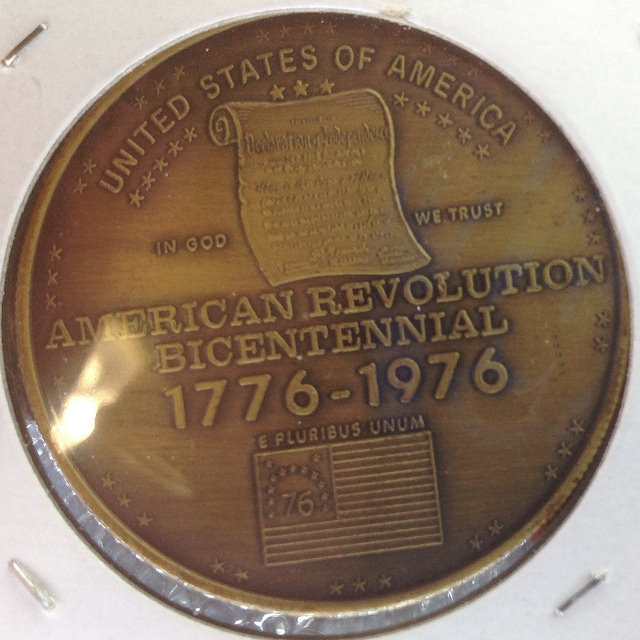 UNITED STATES OF AMERICA
Declaration of Independence
IN GOD WE TRUST
AMERICAN REVOLUTION
BICENTENNIAL
1776-1976
E PLURIBUS UNUM
76